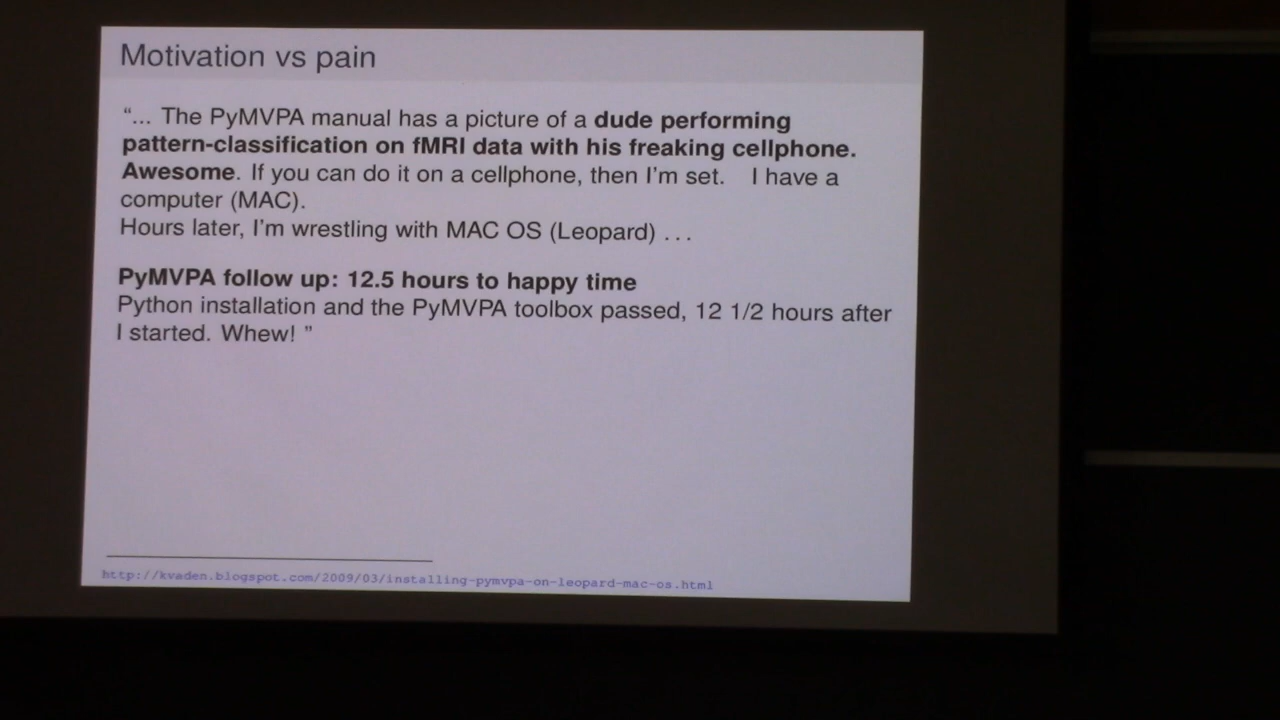 Motivation vs pain
“... The PyMVPA manual has a picture of a dude performing
pattern-classification on fMRI data with his freaking cellphone.
Awesome. If you can do it on a cellphone, then I'm set. I have a
computer (MAC).
Hours later, I'm wrestling with MAC OS (Leopard) ...
PyMVPA follow up: 12.5 hours to happy time
Python installation and the PyMVPA toolbox passed, 12 1/2 hours after
I started. Whew! ”
http://kvaden.blogspot.com/2009/03/installing-pymvpa-on-leopard-mac-os.html